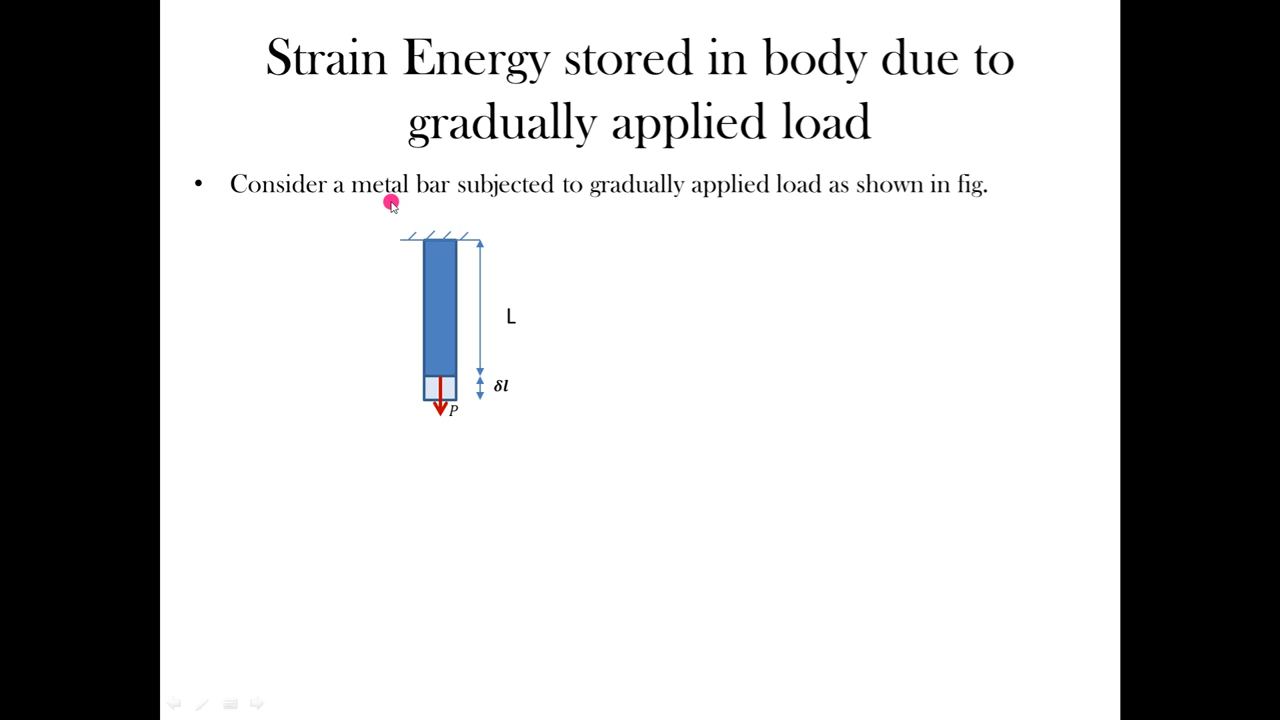 Strain Energy stored in body due to
gradually applied load
• Consider a metal bar subjected to gradually applied load as shown in fig.
L
δl
P